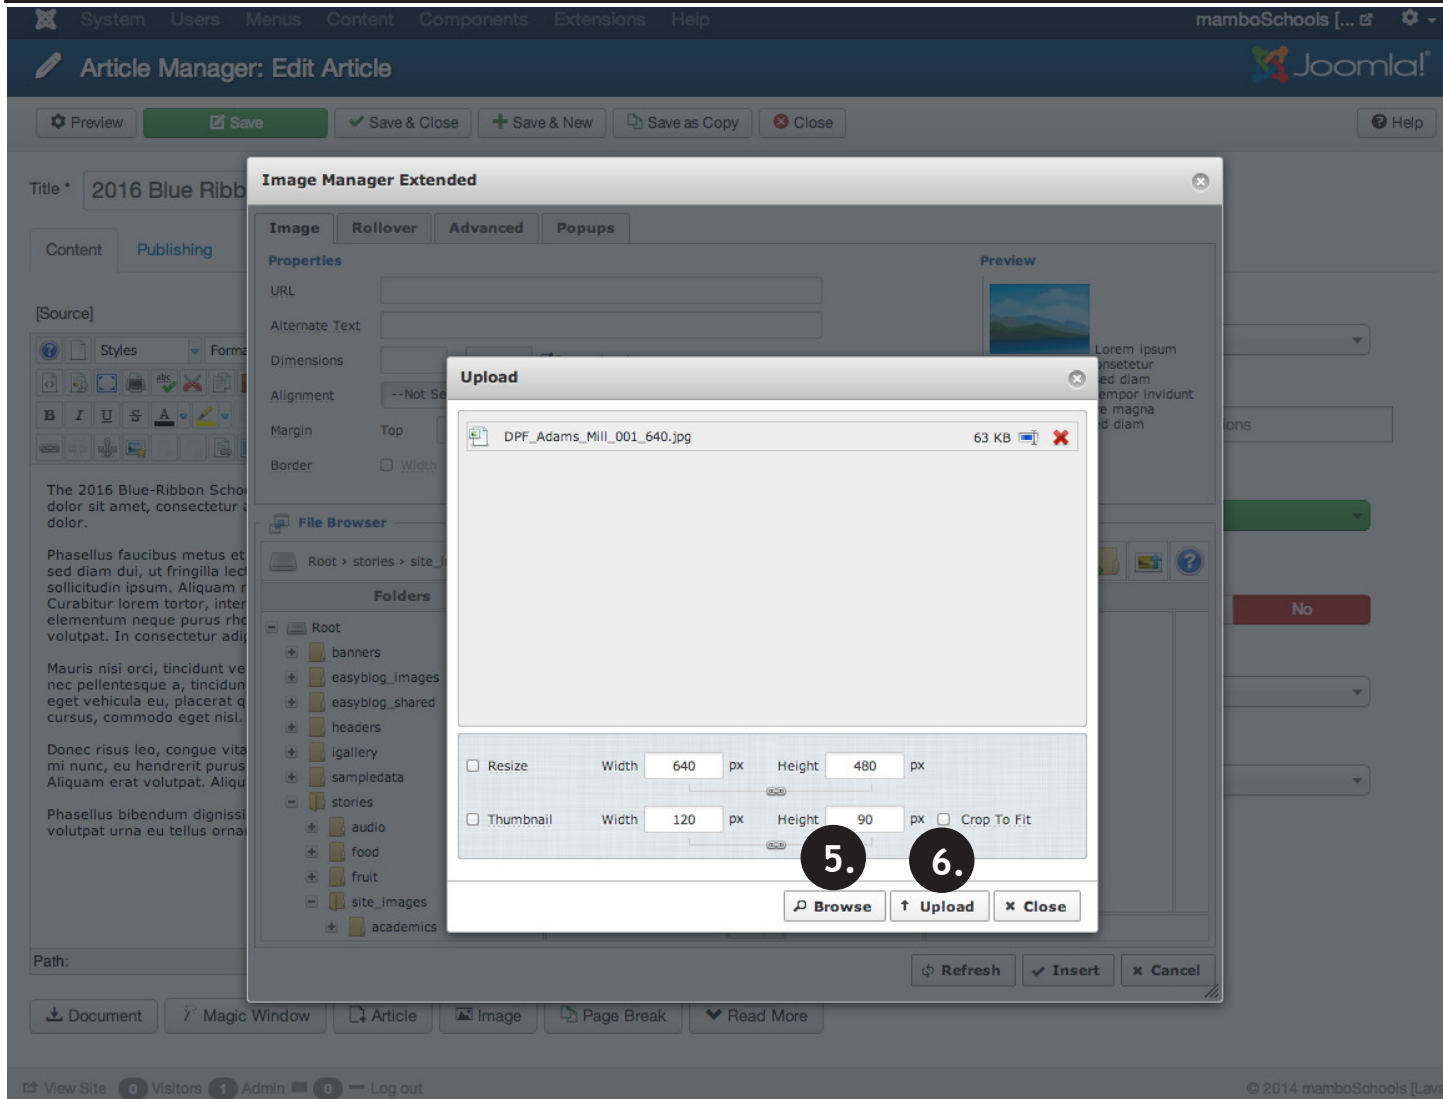 System Users Menus Content Components Extensions Help mamboSchools [...
Article Manager: Edit Article Joomla!
Preview Save Save & Close Save & New Save as Copy Close Help
Title * 2016 Blue Ribb
Image Manager Extended
Content Publishing
Image Rollover Advanced Popups
Properties Preview
URL
[Source]
Alternate Text
Styles Forma
Dimensions
Lorem ipsum
onsetetur
sed diam
empor invidunt
e magna
d diam
Alignment --Not Se
Margin Top
Border Width
ions
Upload
DPF_Adams_Mill_001_640.jpg 63 KB
The 2016 Blue-Ribbon Scho
dolor sit amet, consectetur a
dolor.
Phasellus faucibus metus et
sed diam dui, ut fringilla lect
sollicitudin ipsum. Aliquam r
Curabitur lorem tortor, inter
elementum neque purus rho
volutpat. In consectetur adip
Mauris nisi orci, tincidunt ve
nec pellentesque a, tincidun
eget vehicula eu, placerat q
cursus, commodo eget nisl.
Donec risus leo, congue vita
mi nunc, eu hendrerit purus
Aliquam erat volutpat. Aliqu
Phasellus bibendum dignissi
volutpat urna eu tellus orna
File Browser
Root › stories › site_i
Folders
Root
banners
easyblog_images
easyblog_shared
headers
igallery
sampledata
stories
audio
food
fruit
site_images
academics
No
Resize Width 640 px Height 480 px
Thumbnail Width 120 px Height 90 px Crop To Fit
5. 6.
Browse Upload Close
Path:
Refresh Insert Cancel
Document Magic Window Article Image Page Break Read More
View Site 0 Visitors 1 Admin 0 Log out © 2014 mamboSchools [Lava